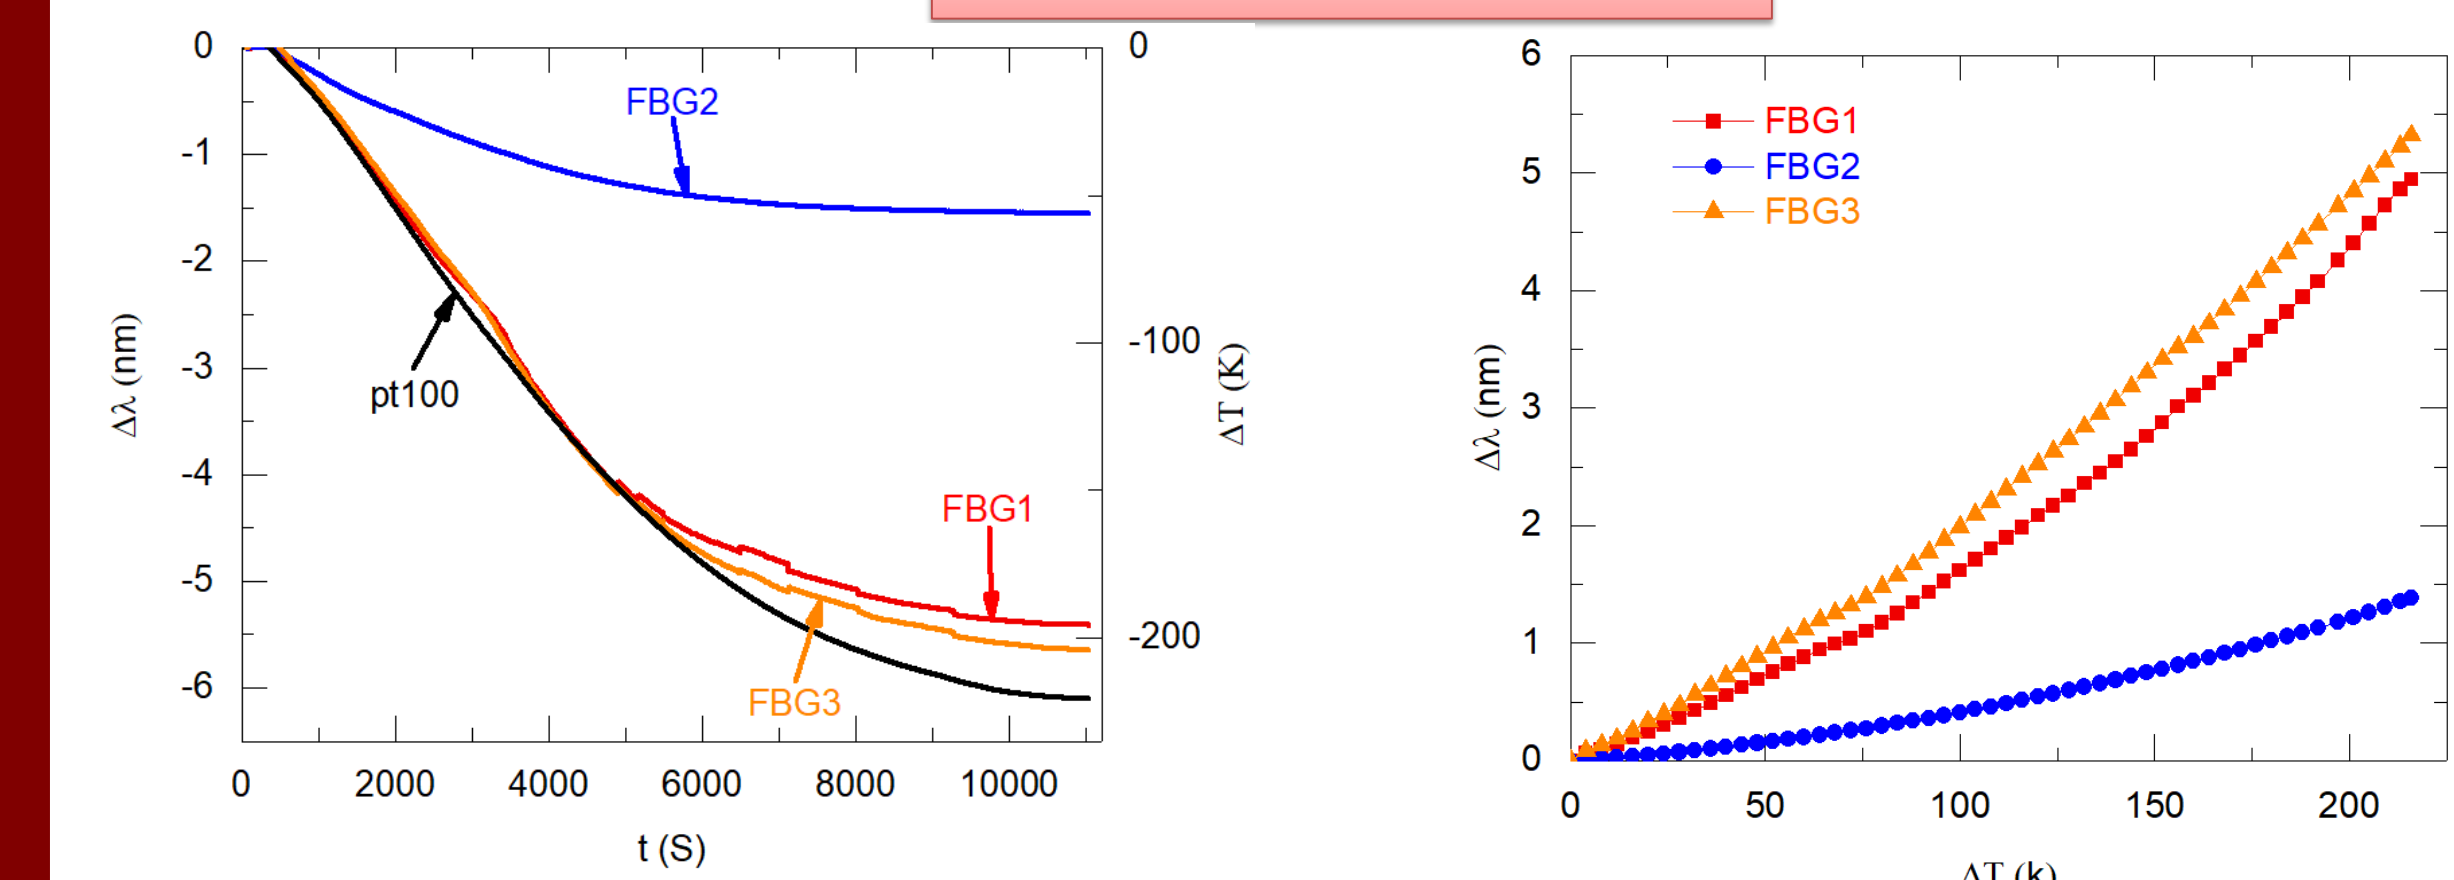 0
-1
-2
-3
-4
-5
-6
Δλ (nm)
FBG2
pt100
FBG1
FBG3
0
-100
-200
ΔT (K)
0 2000 4000 6000 8000 10000
t (S)
6
5
4
3
2
1
0
Δλ (nm)
FBG1
FBG2
FBG3
0 50 100 150 200
ΔT (k)